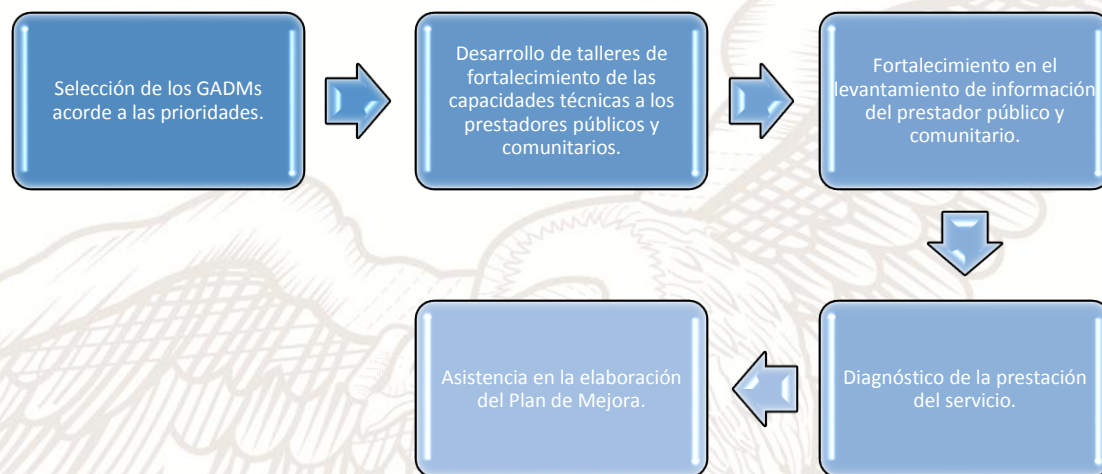 Selección de los GADMs
acorde a las prioridades.
Desarrollo de talleres de
fortalecimiento de las
capacidades técnicas a los
prestadores públicos y
comunitarios.
Fortalecimiento en el
levantamiento de información
del prestador público y
comunitario.
Diagnóstico de la prestación
del servicio.
Asistencia en la elaboración
del Plan de Mejora.